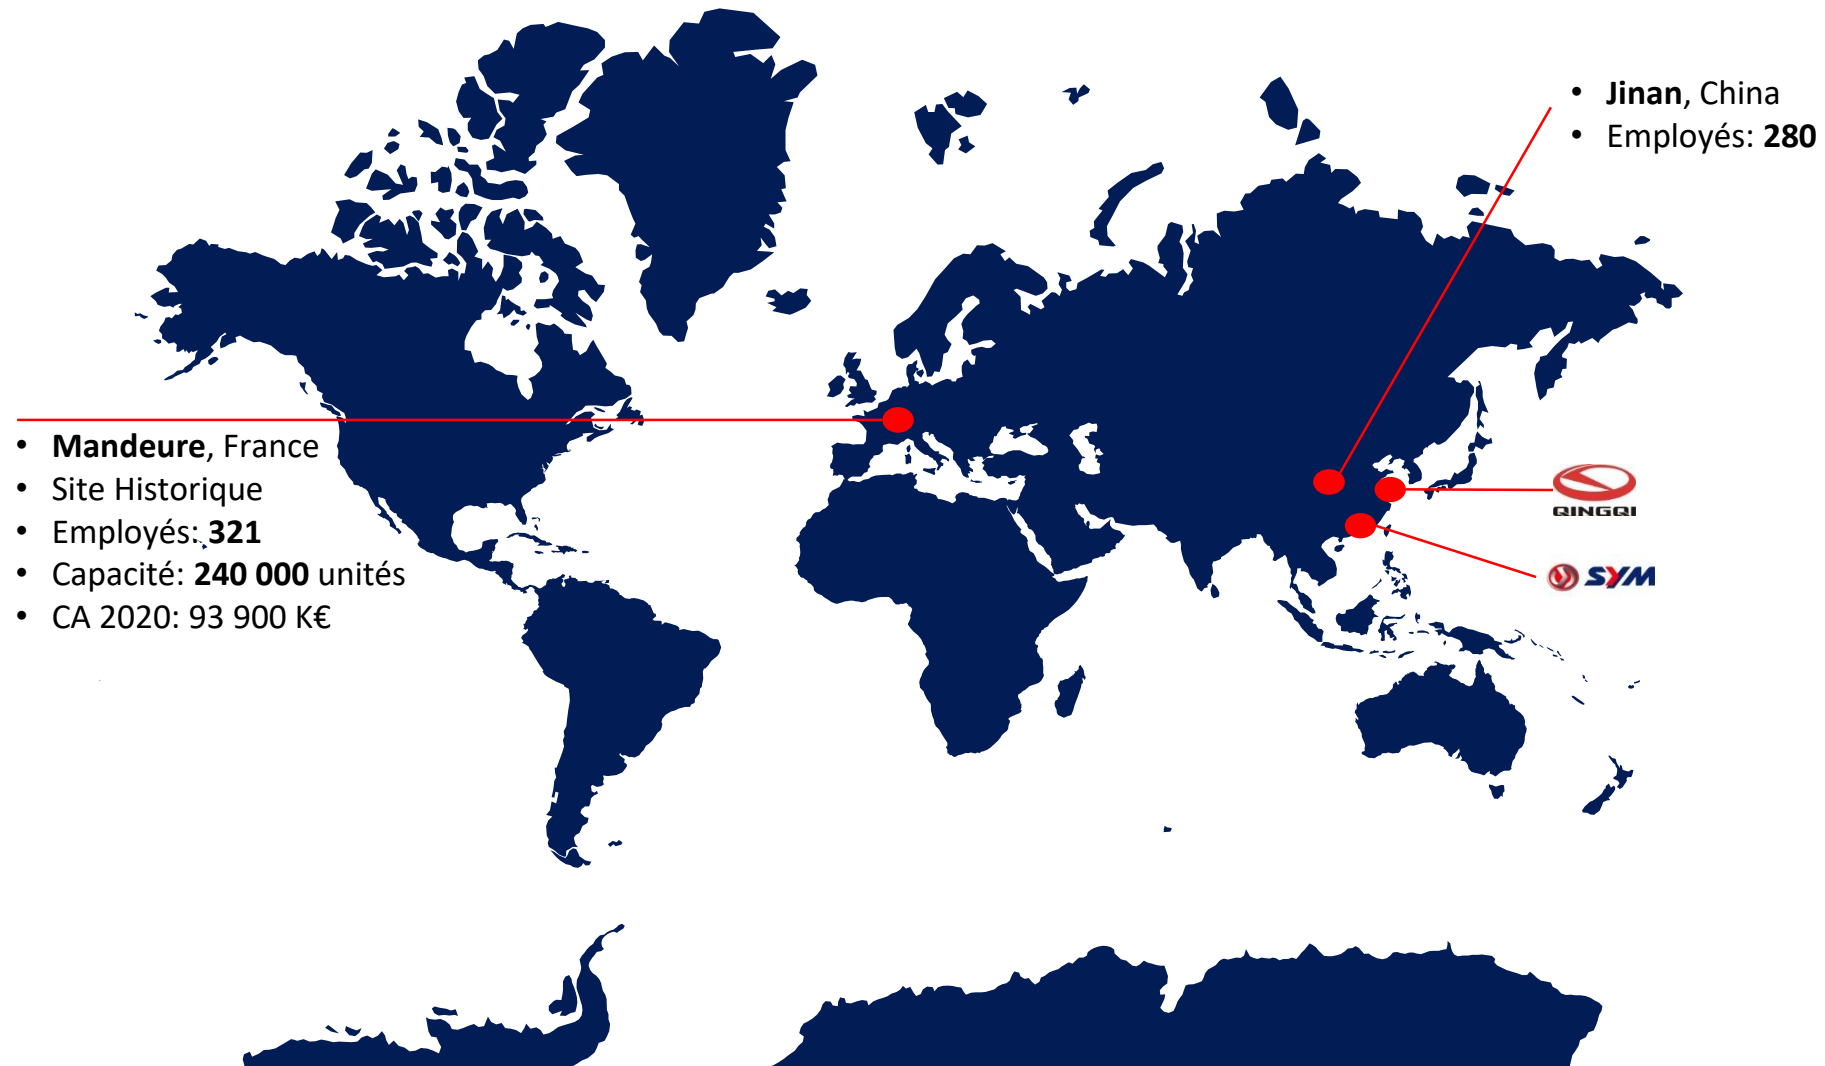 • Jinan, China
• Employés: 280
• Mandeure, France
• Site Historique
• Employés: 321
• Capacité: 240 000 unités
• CA 2020: 93 900 K€
QINGQI
SYM